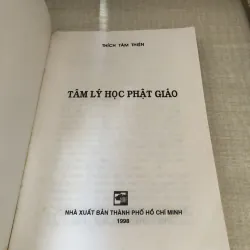 THÍCH TÂM THIỆN
TÂM LÝ HỌC PHẬT GIÁO
NHÀ XUẤT BẢN THÀNH PHỐ HỒ CHÍ MINH
1998